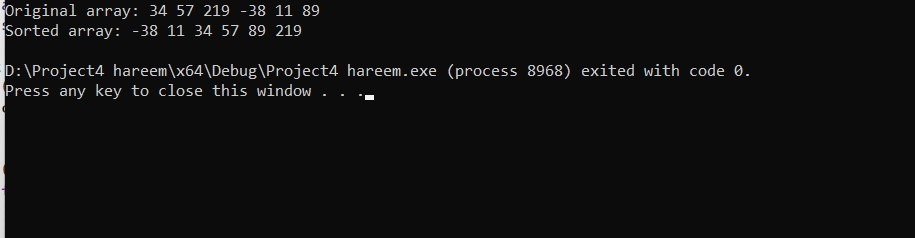 Original array: 34 57 219 -38 11 89
Sorted array: -38 11 34 57 89 219
D:\Project4 hareem\x64\Debug\Project4 hareem.exe (process 8968) exited with code 0.
Press any key to close this window . . .